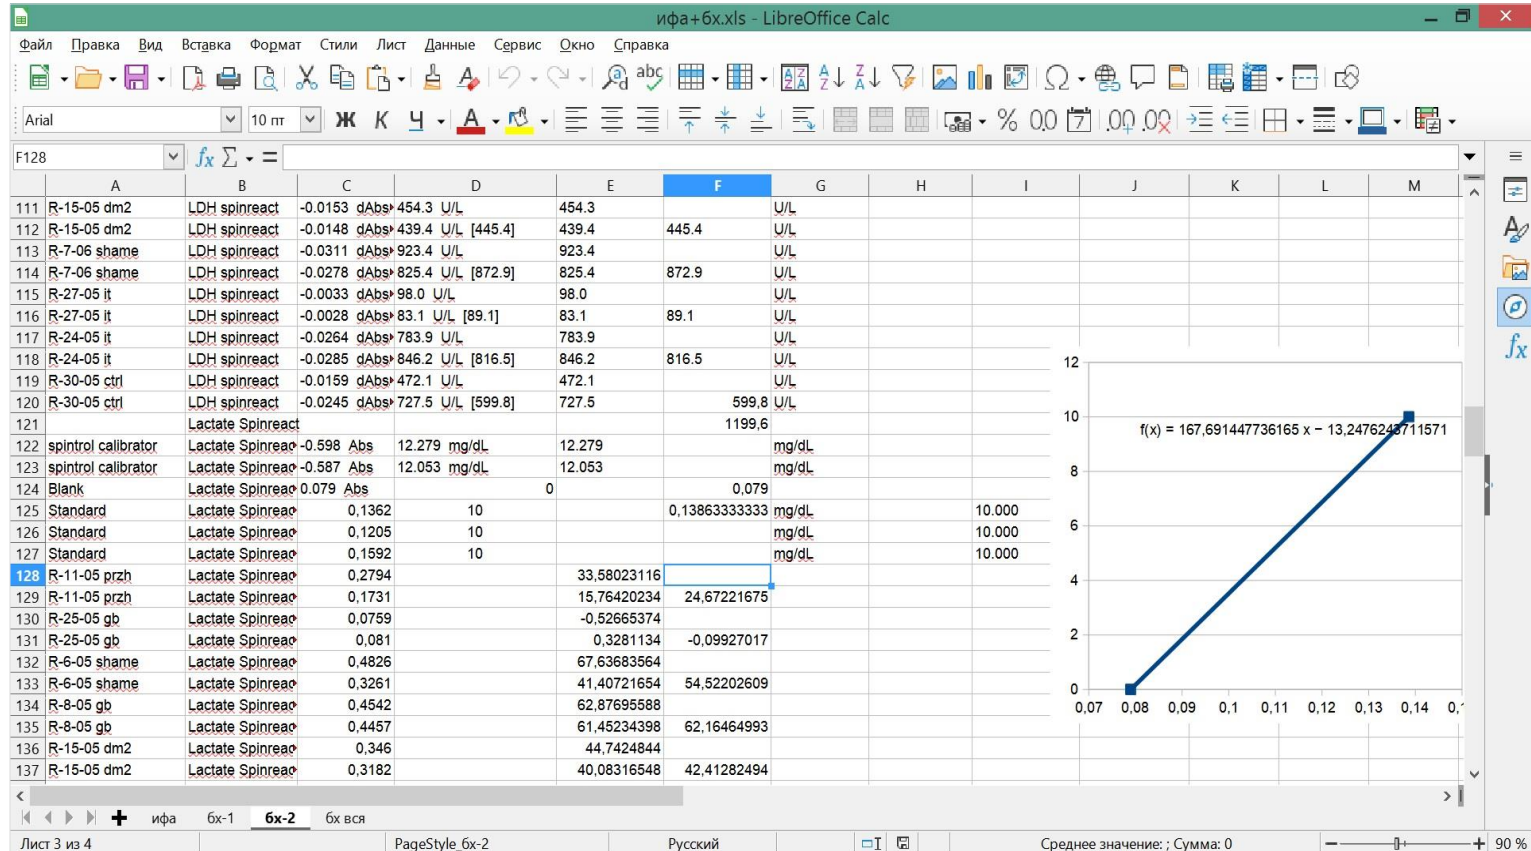 ифа+бх.xls - LibreOffice Calc
Файл Правка Вид Вставка Формат Стили Лист Данные Сервис Окно Справка
Arial 10 пт Ж К Ч
F128
A B C D E F G H I J K L M
111 R-15-05 dm2 LDH spinreact -0.0153 dAbs 454.3 U/L 454.3 U/L
112 R-15-05 dm2 LDH spinreact -0.0148 dAbs 439.4 U/L [445.4] 439.4 445.4 U/L
113 R-7-06 shame LDH spinreact -0.0311 dAbs 923.4 U/L 923.4 U/L
114 R-7-06 shame LDH spinreact -0.0278 dAbs 825.4 U/L [872.9] 825.4 872.9 U/L
115 R-27-05 it LDH spinreact -0.0033 dAbs 98.0 U/L 98.0 U/L
116 R-27-05 it LDH spinreact -0.0028 dAbs 83.1 U/L [89.1] 83.1 89.1 U/L
117 R-24-05 it LDH spinreact -0.0264 dAbs 783.9 U/L 783.9 U/L
118 R-24-05 it LDH spinreact -0.0285 dAbs 846.2 U/L [816.5] 846.2 816.5 U/L
119 R-30-05 ctrl LDH spinreact -0.0159 dAbs 472.1 U/L 472.1 U/L
120 R-30-05 ctrl LDH spinreact -0.0245 dAbs 727.5 U/L [599.8] 727.5 599,8 U/L
121 Lactate Spinreact 1199,6
122 spintrol calibrator Lactate Spinreac -0.598 Abs 12.279 mg/dL 12.279 mg/dL
123 spintrol calibrator Lactate Spinreac -0.587 Abs 12.053 mg/dL 12.053 mg/dL
124 Blank Lactate Spinreac 0.079 Abs 0 0,079
125 Standard Lactate Spinreac 0,1362 10 0,13863333333 mg/dL 10.000
126 Standard Lactate Spinreac 0,1205 10 mg/dL 10.000
127 Standard Lactate Spinreac 0,1592 10 mg/dL 10.000
128 R-11-05 przh Lactate Spinreac 0,2794 33,58023116
129 R-11-05 przh Lactate Spinreac 0,1731 15,76420234 24,67221675
130 R-25-05 gb Lactate Spinreac 0,0759 -0,52665374
131 R-25-05 gb Lactate Spinreac 0,081 0,3281134 -0,09927017
132 R-6-05 shame Lactate Spinreac 0,4826 67,63683564
133 R-6-05 shame Lactate Spinreac 0,3261 41,40721654 54,52202609
134 R-8-05 gb Lactate Spinreac 0,4542 62,87695588
135 R-8-05 gb Lactate Spinreac 0,4457 61,45234398 62,16464993
136 R-15-05 dm2 Lactate Spinreac 0,346 44,7424844
137 R-15-05 dm2 Lactate Spinreac 0,3182 40,08316548 42,41282494
12
10
f(x) = 167,691447736165 x − 13,2476243711571
8
6
4
2
0
0,07 0,08 0,09 0,1 0,11 0,12 0,13 0,14
ифа бх-1 бх-2 бх вся
Лист 3 из 4 PageStyle_бх-2 Русский Среднее значение: ; Сумма: 0 90 %